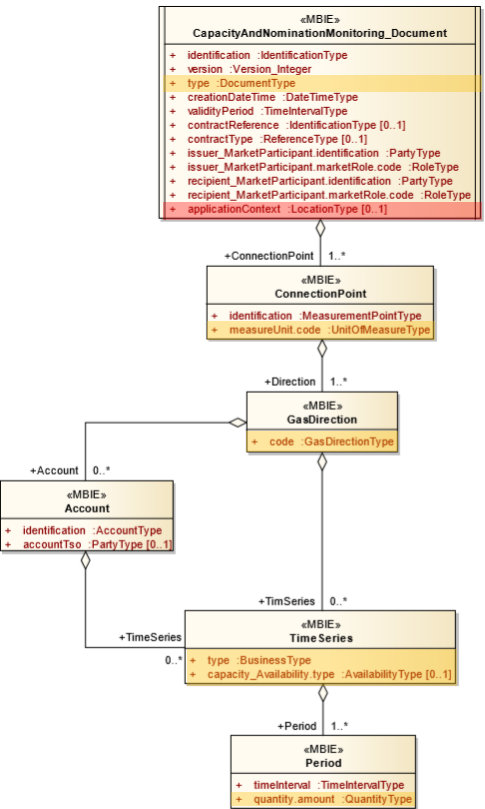 «MBIE»
CapacityAndNominationMonitoring_Document
+ identification :IdentificationType
+ version :Version_Integer
+ type :DocumentType
+ creationDateTime :DateTimeType
+ validityPeriod :TimeIntervalType
+ contractReference :IdentificationType [0..1]
+ contractType :ReferenceType [0..1]
+ issuer_MarketParticipant.identification :PartyType
+ issuer_MarketParticipant.marketRole.code :RoleType
+ recipient_MarketParticipant.identification :PartyType
+ recipient_MarketParticipant.marketRole.code :RoleType
+ applicationContext :LocationType [0..1]
+ConnectionPoint 1..*
«MBIE»
ConnectionPoint
+ identification :MeasurementPointType
+ measureUnit.code :UnitOfMeasureType
+Direction 1..*
«MBIE»
GasDirection
+ code :GasDirectionType
+Account 0..*
«MBIE»
Account
+ identification :AccountType
+ accountTso :PartyType [0..1]
+TimSeries 0..*
+TimeSeries
0..*
«MBIE»
TimeSeries
+ type :BusinessType
+ capacity_Availability.type :AvailabilityType [0..1]
+Period 1..*
«MBIE»
Period
+ timeInterval :TimeIntervalType
+ quantity.amount :QuantityType